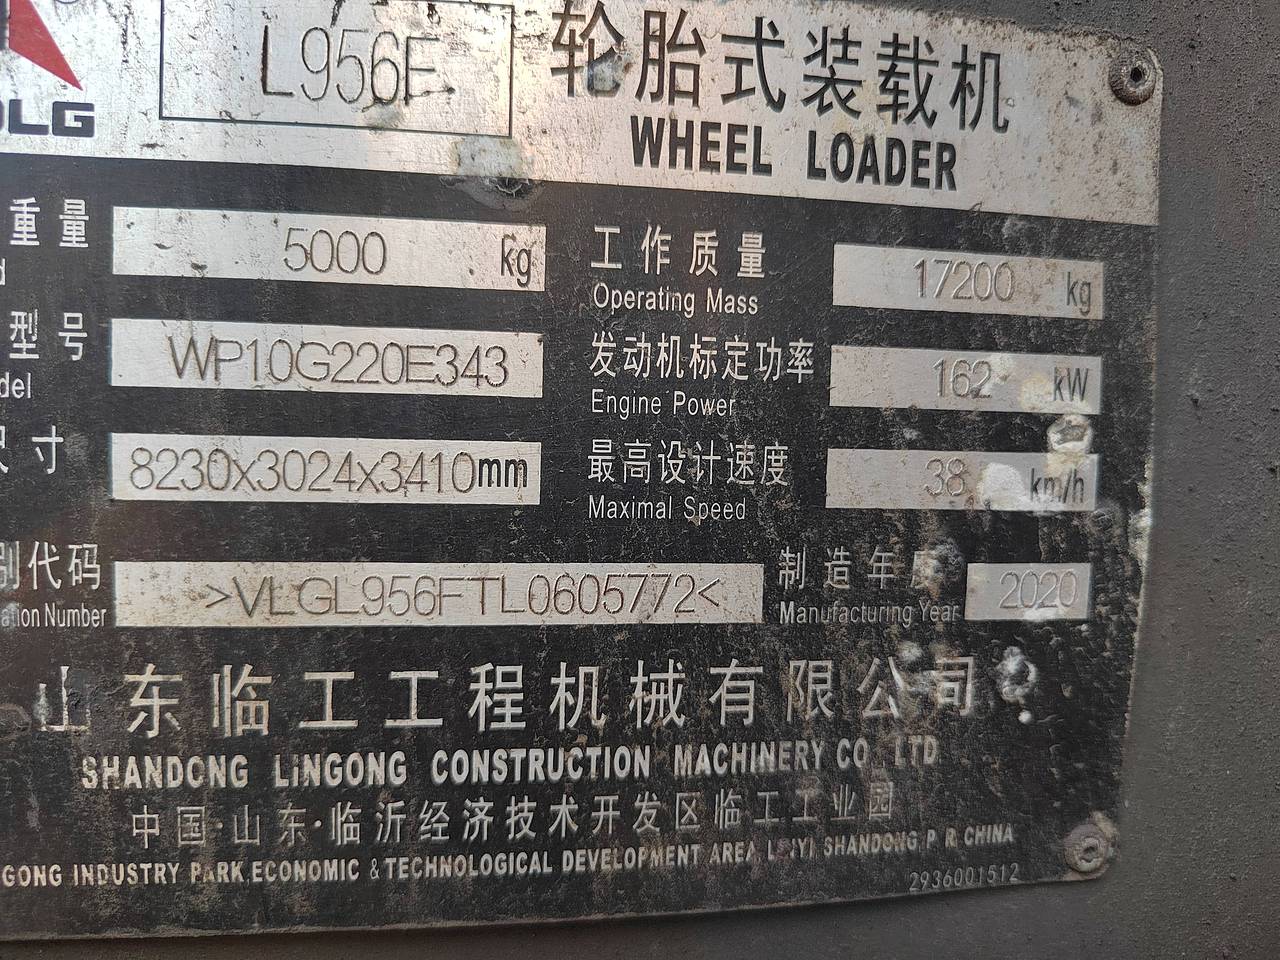 L956F 轮胎式装载机
WHEEL LOADER
重量 5000 kg 工作质量 17200 kg
Operating Mass
型号 WP10G220E343 发动机标定功率 162 kW
Engine Power
尺寸 8230x3024x3410mm 最高设计速度 38 km/h
Maximal Speed
别代码 >VLGL956FTL0605772< 制造年度 2020
Number Manufacturing Year
山东临工工程机械有限公司
SHANDONG LINGONG CONSTRUCTION MACHINERY CO LTD
中国·山东·临沂经济技术开发区临工工业园
GONG INDUSTRY PARK.ECONOMIC & TECHNOLOGICAL DEVELOPMENT AREA LINYI SHANDONG.P R CHINA
2936001512